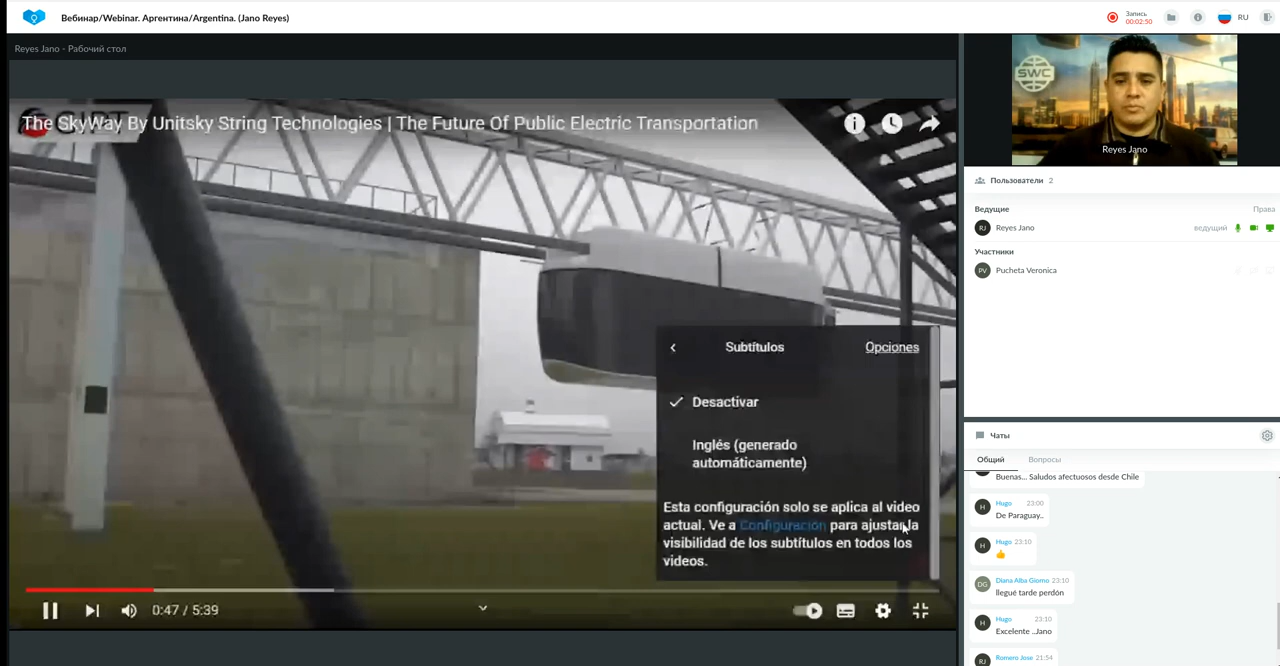 Вебинар/Webinar. Аргентина/Argentina. (Jano Reyes)
Запись
00:02:50
RU
Reyes Jano - Рабочий стол
The SkyWay By Unitsky String Technologies | The Future Of Public Electric Transportation
Subtítulos
Opciones
Desactivar
Inglés (generado
automáticamente)
Esta configuración solo se aplica al video
actual. Ve a Configuración para ajustar la
visibilidad de los subtítulos en todos los
videos.
0:47 / 5:39
SWC
Reyes Jano
Пользователи 2
Ведущие
Права
RJ
Reyes Jano
ведущий
Участники
PV
Pucheta Veronica
Чаты
Общий
Вопросы
Buenas... Saludos afectuosos desde Chile
H
Hugo 23:00
De Paraguay..
H
Hugo 23:10
👍
DG
Diana Alba Giorno 23:10
llegué tarde perdón
H
Hugo 23:10
Excelente ..Jano
RJ
Romero Jose 21:54